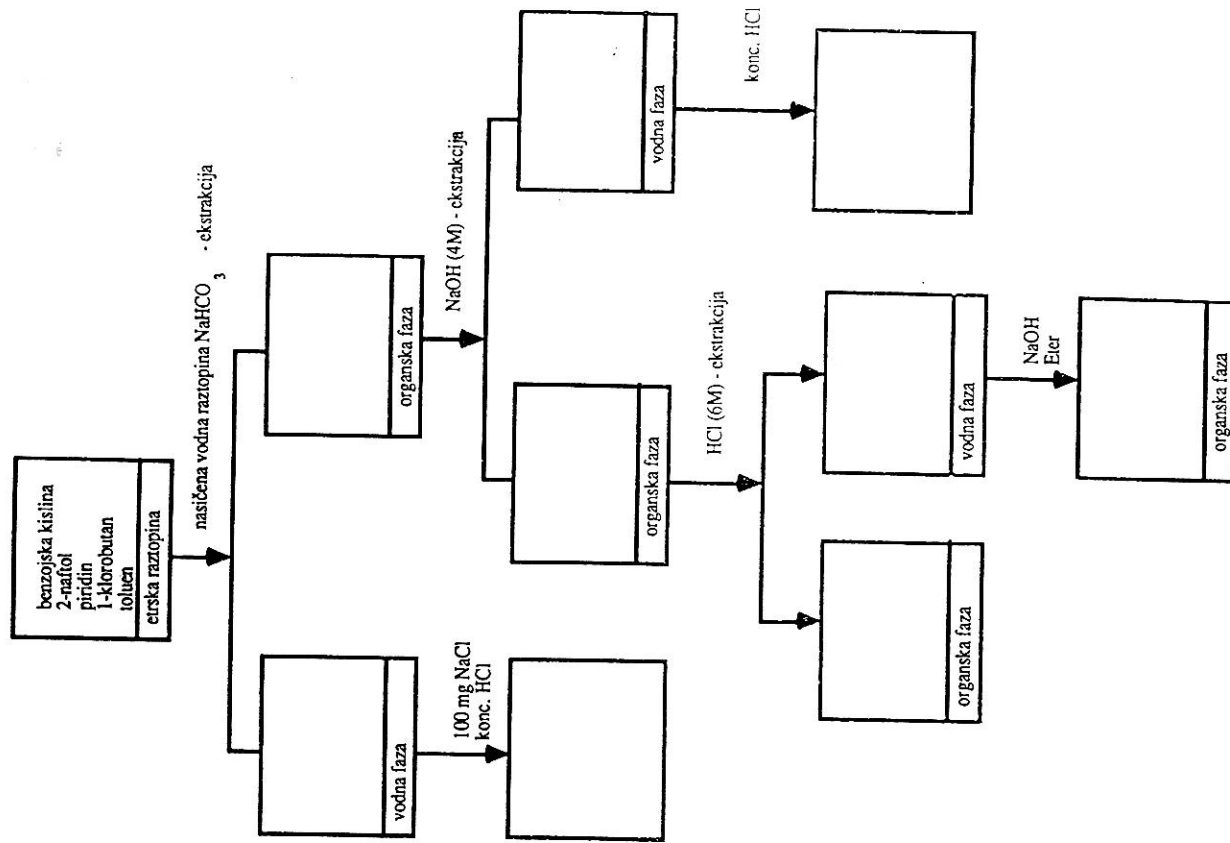 benzojska kislina
2-naftol
piridin
1-klorobutan
toluen
etrska raztopina
nasičena vodna raztopina NaHCO3 - ekstrakcija
vodna faza
organska faza
100 mg NaCl
konc. HCl
NaOH (4M) - ekstrakcija
organska faza
vodna faza
konc. HCl
HCl (6M) - ekstrakcija
organska faza
vodna faza
NaOH
Eter
organska faza